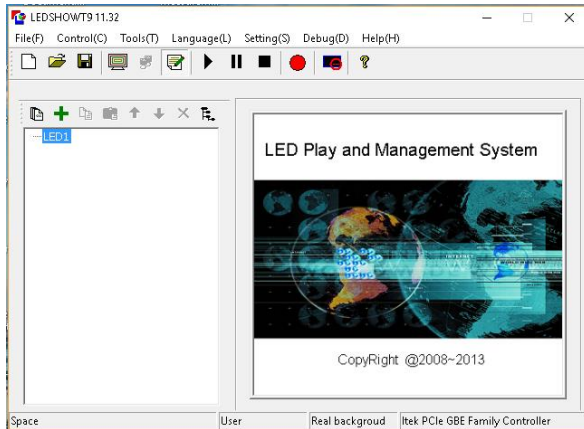 LEDSHOWT9 11.32
File(F) Control(C) Tools(T) Language(L) Setting(S) Debug(D) Help(H)
LED1
LED Play and Management System
INTERNET
CopyRight @2008~2013
Space User Real backgroud Itek PCIe GBE Family Controller